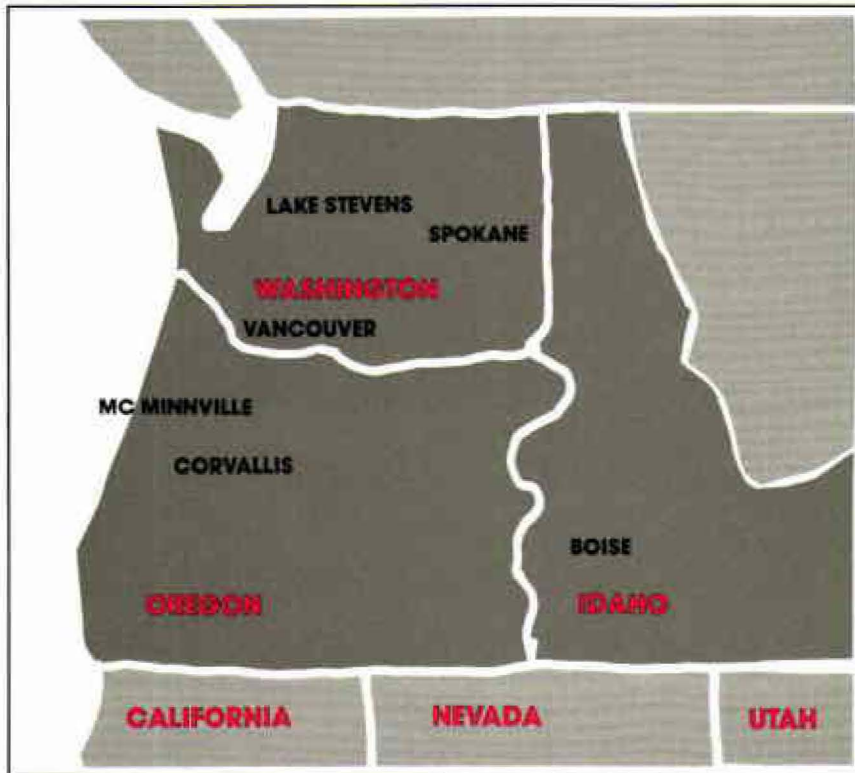 LAKE STEVENS
SPOKANE
WASHINGTON
VANCOUVER
MC MINNVILLE
CORVALLIS
BOISE
OREGON
IDAHO
CALIFORNIA
NEVADA
UTAH